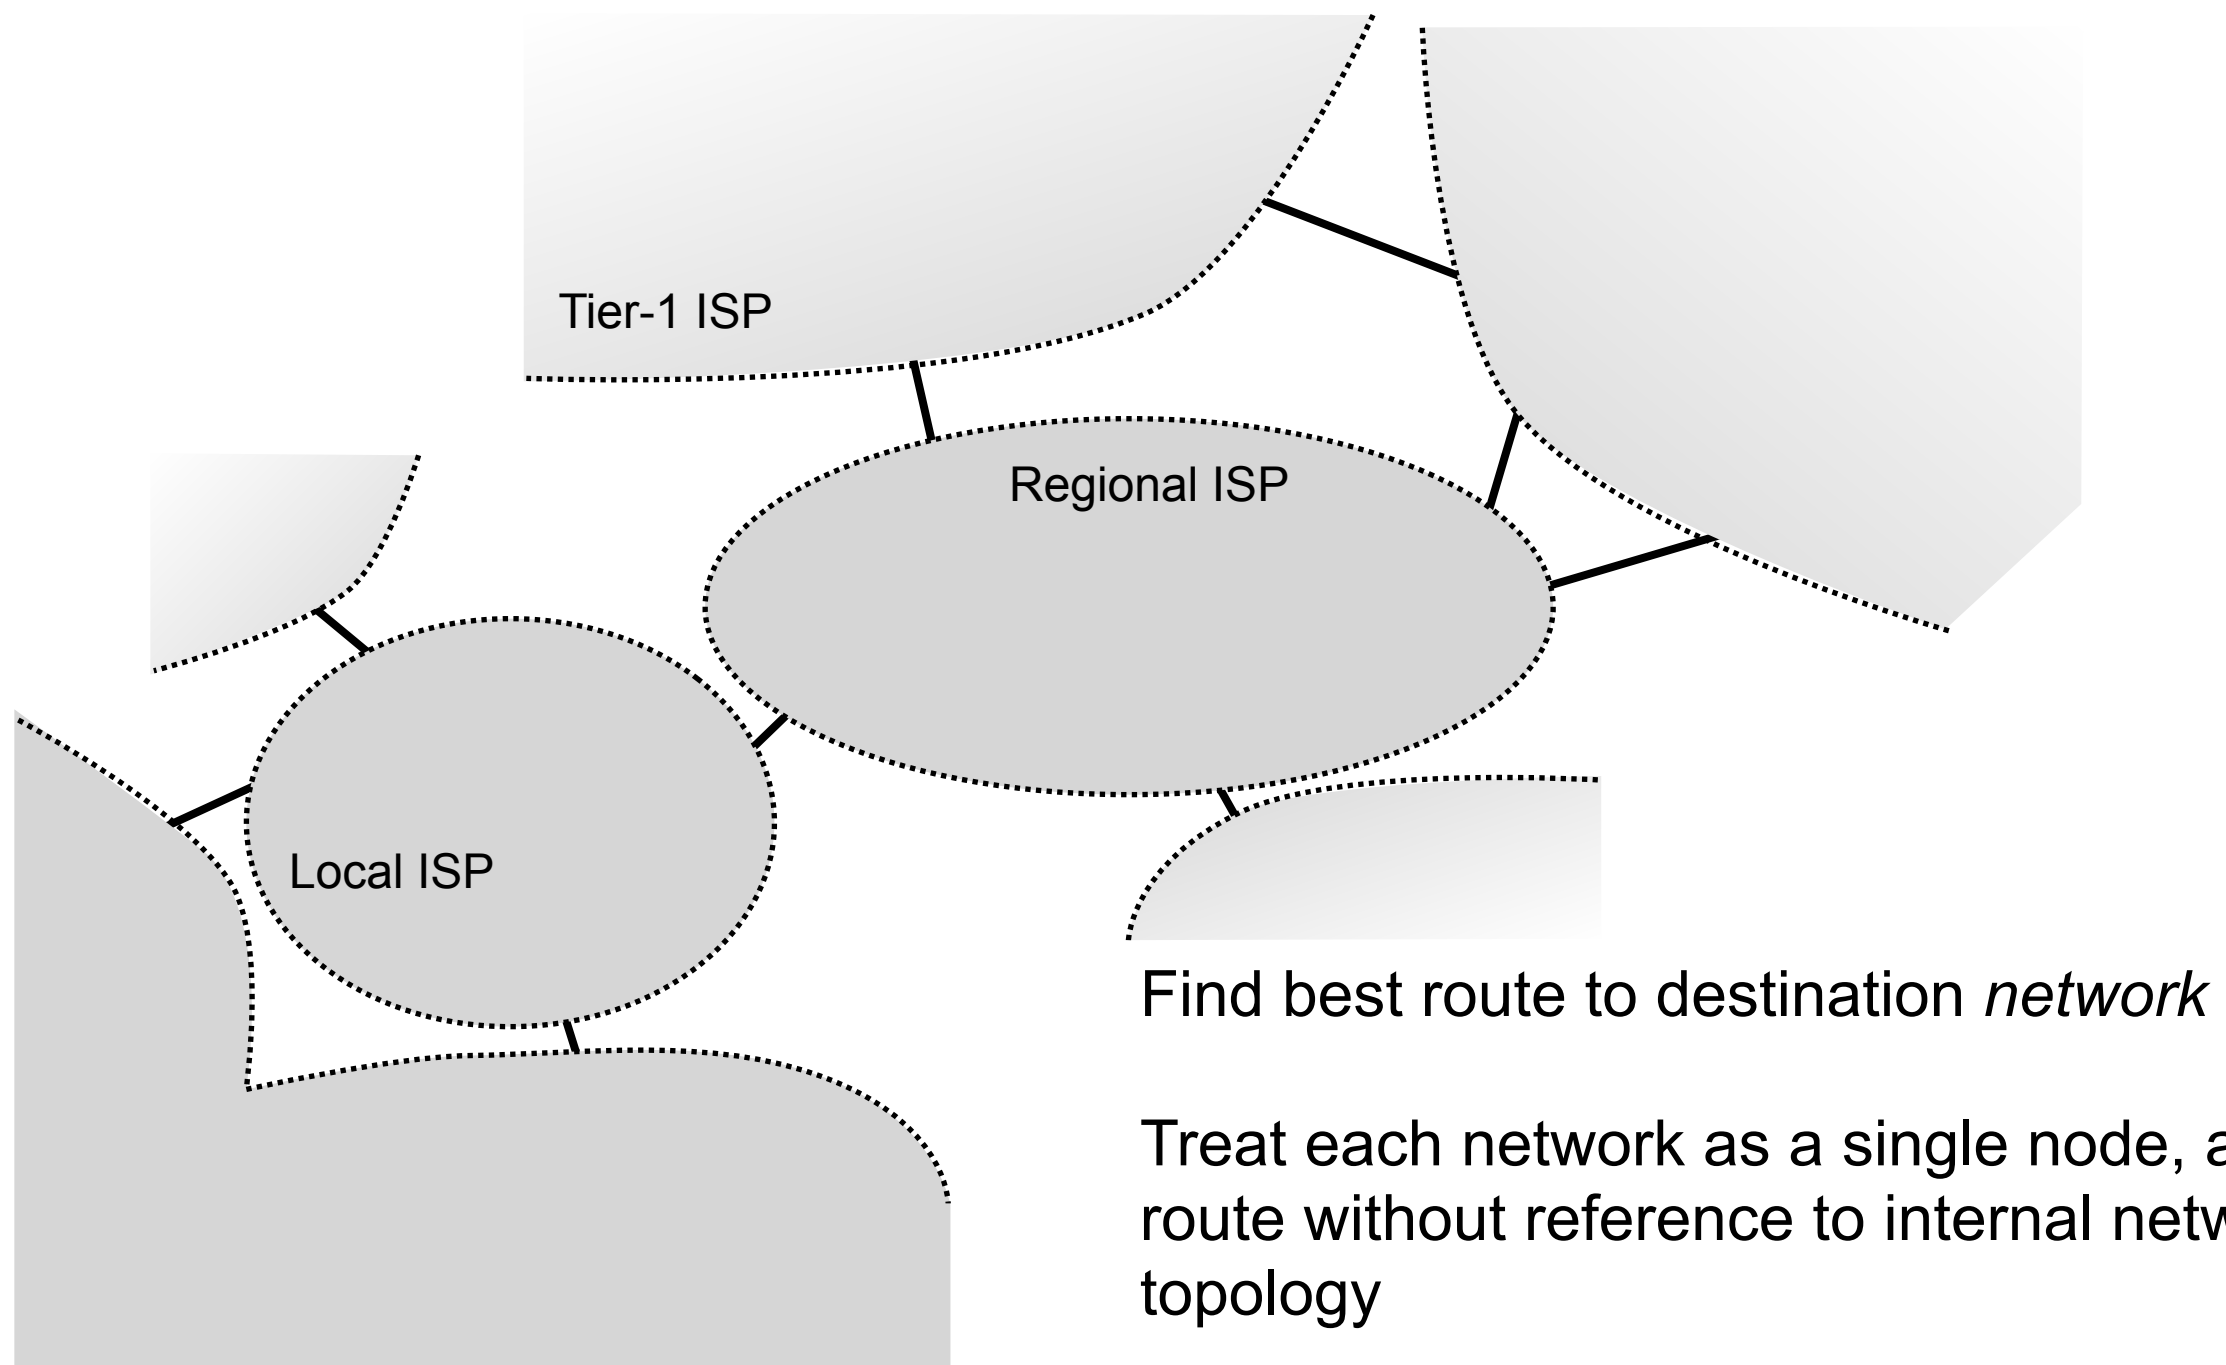 Tier-1 ISP
Regional ISP
Local ISP
Find best route to destination network
Treat each network as a single node, a
route without reference to internal netw
topology